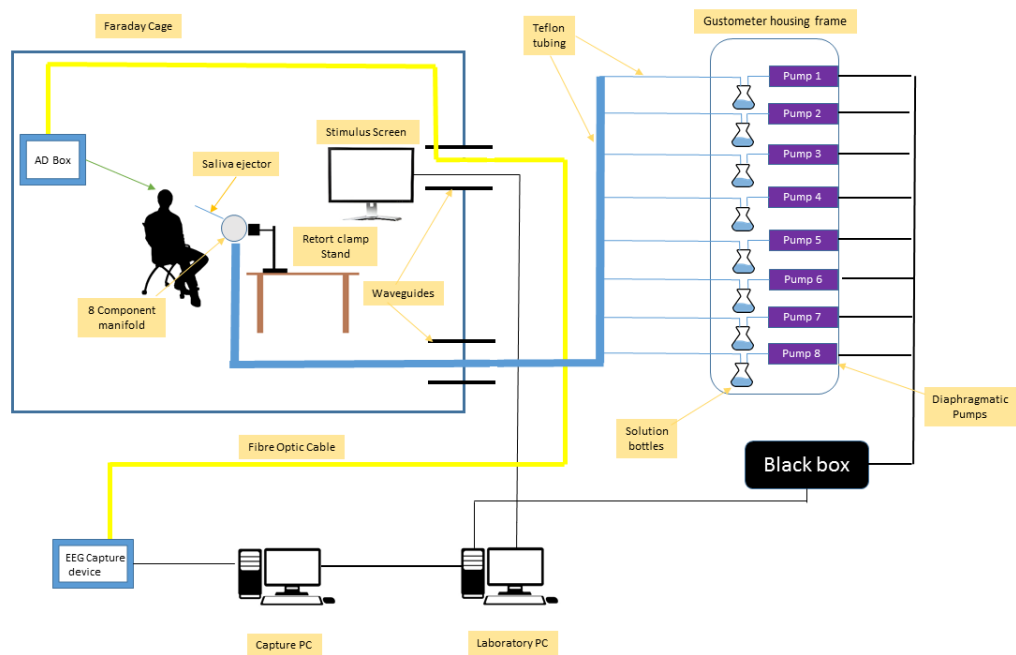 Faraday Cage
Teflon
tubing
Gustometer housing frame
Pump 1
Pump 2
Pump 3
Pump 4
Pump 5
Pump 6
Pump 7
Pump 8
AD Box
Saliva ejector
Stimulus Screen
Retort clamp
Stand
Waveguides
8 Component
manifold
Diaphragmatic
Pumps
Solution
bottles
Fibre Optic Cable
Black box
EEG Capture
device
Capture PC
Laboratory PC